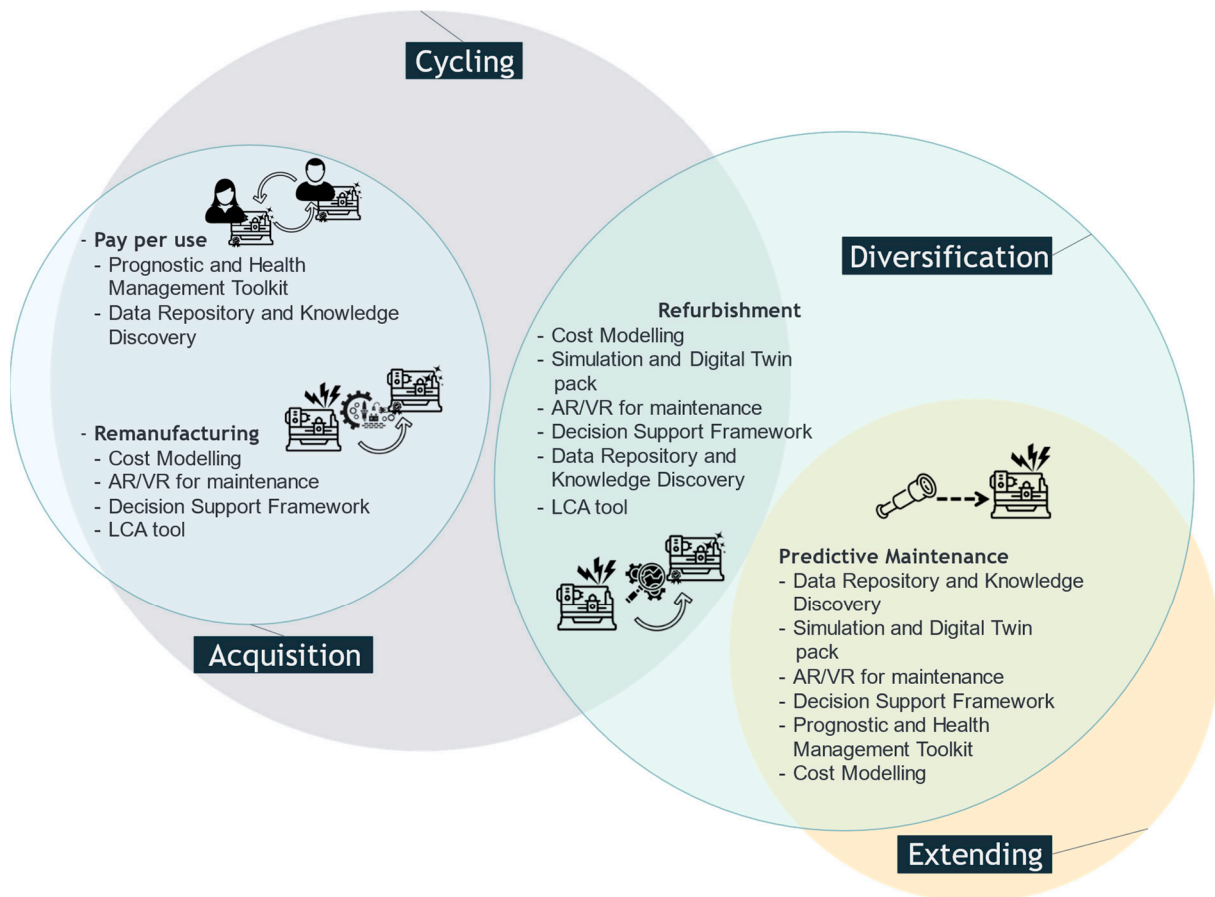 Cycling
Diversification
- Pay per use
- Prognostic and Health
Management Toolkit
- Data Repository and Knowledge
Discovery
- Remanufacturing
- Cost Modelling
- AR/VR for maintenance
- Decision Support Framework
- LCA tool
Acquisition
Refurbishment
- Cost Modelling
- Simulation and Digital Twin
pack
- AR/VR for maintenance
- Decision Support Framework
- Data Repository and
Knowledge Discovery
- LCA tool
Predictive Maintenance
- Data Repository and Knowledge
Discovery
- Simulation and Digital Twin
pack
- AR/VR for maintenance
- Decision Support Framework
- Prognostic and Health
Management Toolkit
- Cost Modelling
Extending